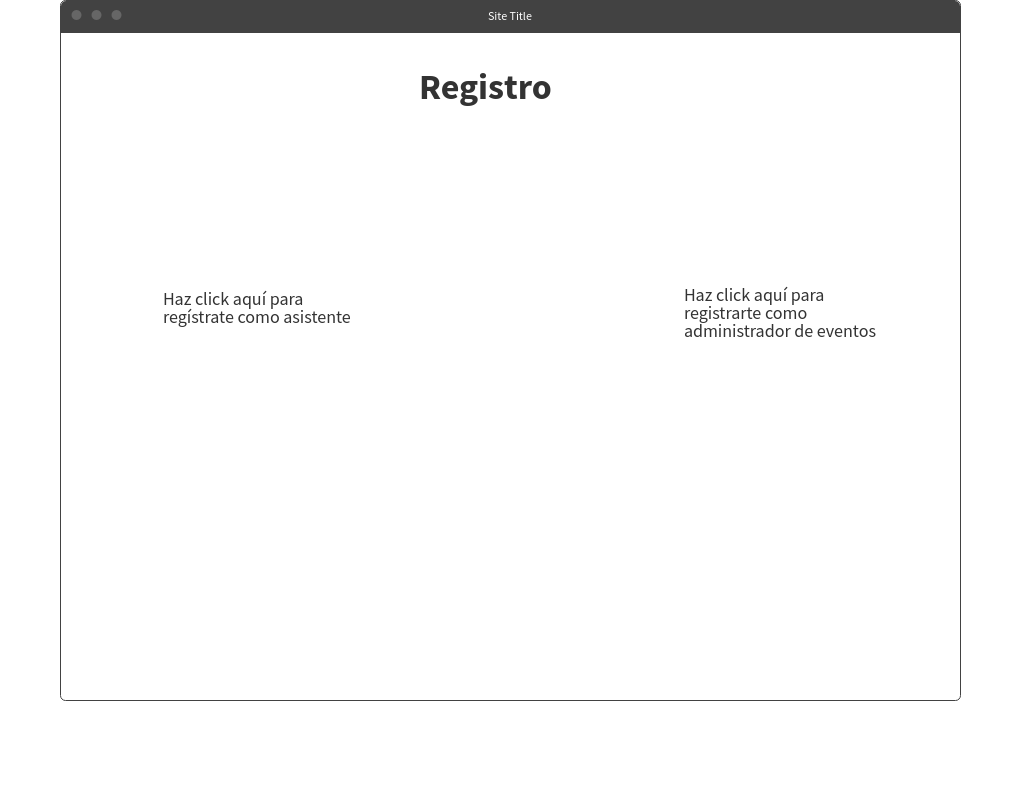 Site Title
Registro
Haz click aquí para
regístrate como asistente
Haz click aquí para
registrarte como
administrador de eventos